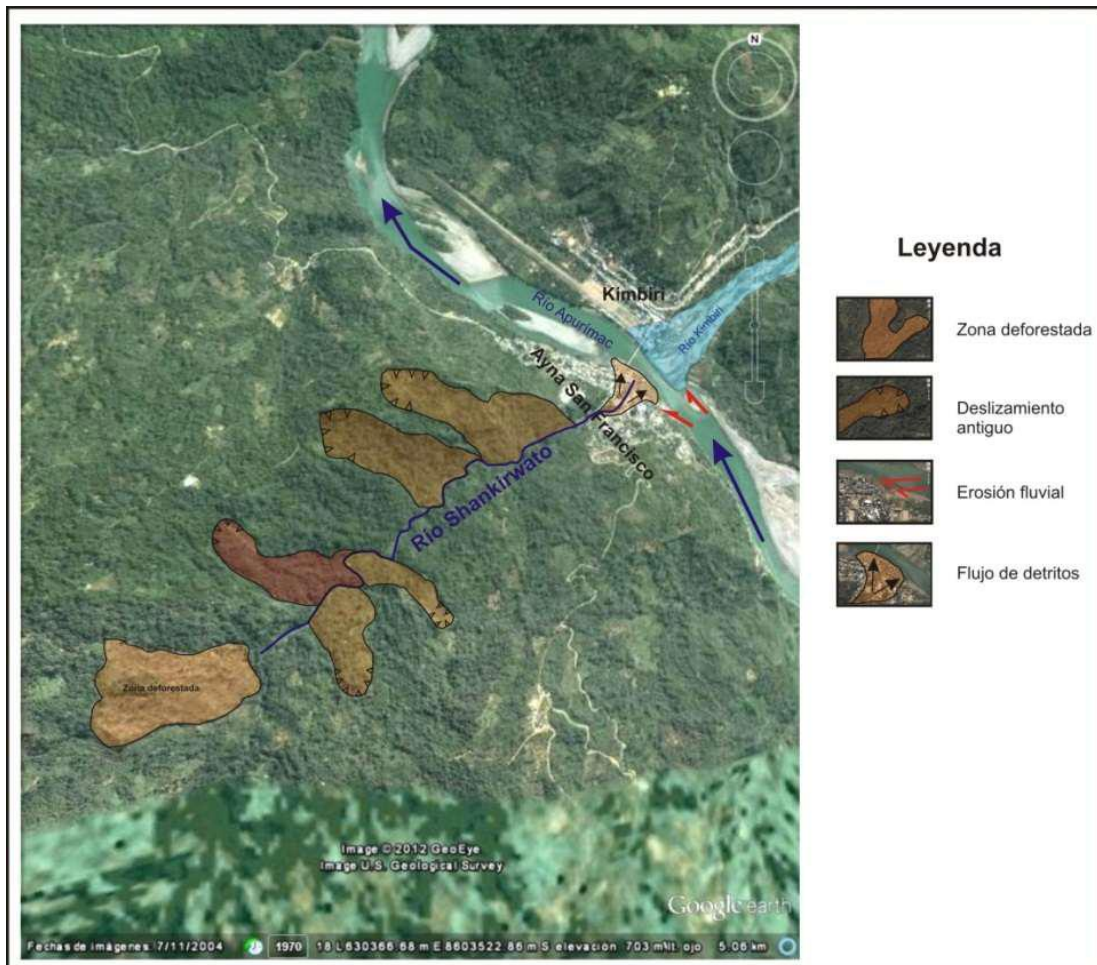 N
Kimbiri
Río Apurímac
Río Kimbiri
Ayna San Francisco
Río Shankirwato
Zona deforestada
Image © 2012 GeoEye
Image U.S. Geological Survey
Google earth
Fechas de imágenes: 7/11/2004 1970 18 L 630366.68 m E 8603522.86 m S elevación 703 m alt. ojo 5.06 km
Leyenda
Zona deforestada
Deslizamiento
antiguo
Erosión fluvial
Flujo de detritos